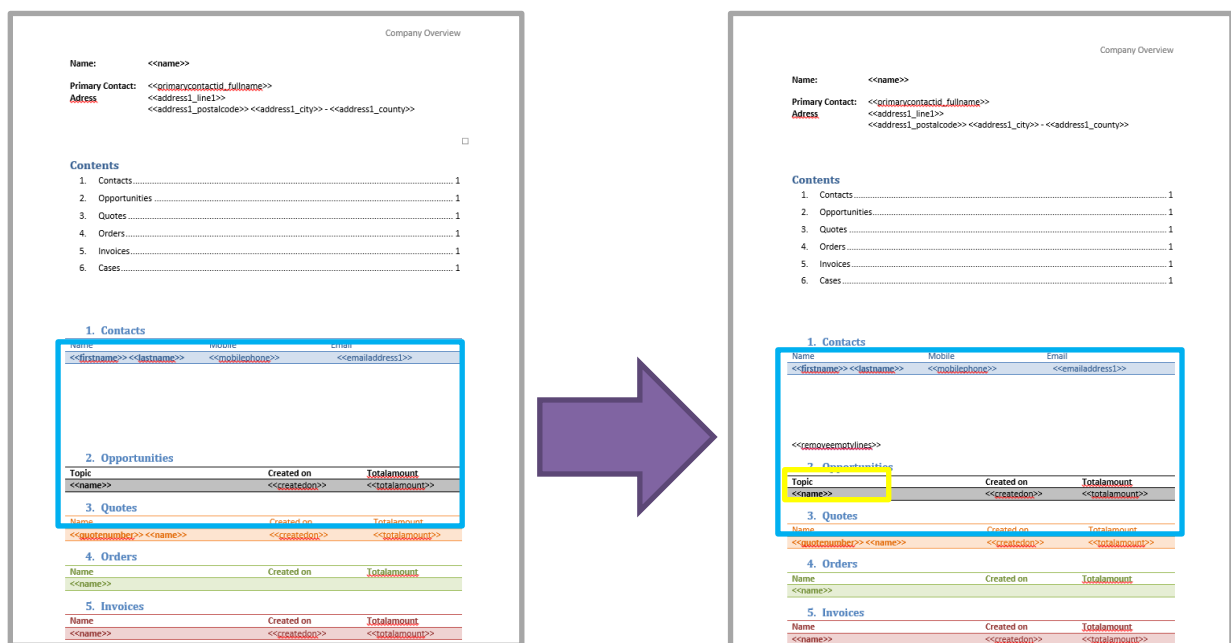 Company Overview
Name: <<name>>
Primary Contact: <<primarycontactid_fullname>>
Adress <<address1_line1>>
<<address1_postalcode>> <<address1_city>> - <<address1_county>>
Contents
1. Contacts 1
2. Opportunities 1
3. Quotes 1
4. Orders 1
5. Invoices 1
6. Cases 1
1. Contacts
Name Mobile Email
<<firstname>> <<lastname>> <<mobilephone>> <<emailaddress1>>
2. Opportunities
Topic Created on Totalamount
<<name>> <<createdon>> <<totalamount>>
3. Quotes
Name Created on Totalamount
<<quotenumber>> <<name>> <<createdon>> <<totalamount>>
4. Orders
Name Created on Totalamount
<<name>>
5. Invoices
Name Created on Totalamount
<<name>> <<createdon>> <<totalamount>>
Company Overview
Name: <<name>>
Primary Contact: <<primarycontactid_fullname>>
Adress <<address1_line1>>
<<address1_postalcode>> <<address1_city>> - <<address1_county>>
Contents
1. Contacts 1
2. Opportunities 1
3. Quotes 1
4. Orders 1
5. Invoices 1
6. Cases 1
1. Contacts
Name Mobile Email
<<firstname>> <<lastname>> <<mobilephone>> <<emailaddress1>>
<<removeemptylines>>
2. Opportunities
Topic Created on Totalamount
<<name>> <<createdon>> <<totalamount>>
3. Quotes
Name Created on Totalamount
<<quotenumber>> <<name>> <<createdon>> <<totalamount>>
4. Orders
Name Created on Totalamount
<<name>>
5. Invoices
Name Created on Totalamount
<<name>> <<createdon>> <<totalamount>>